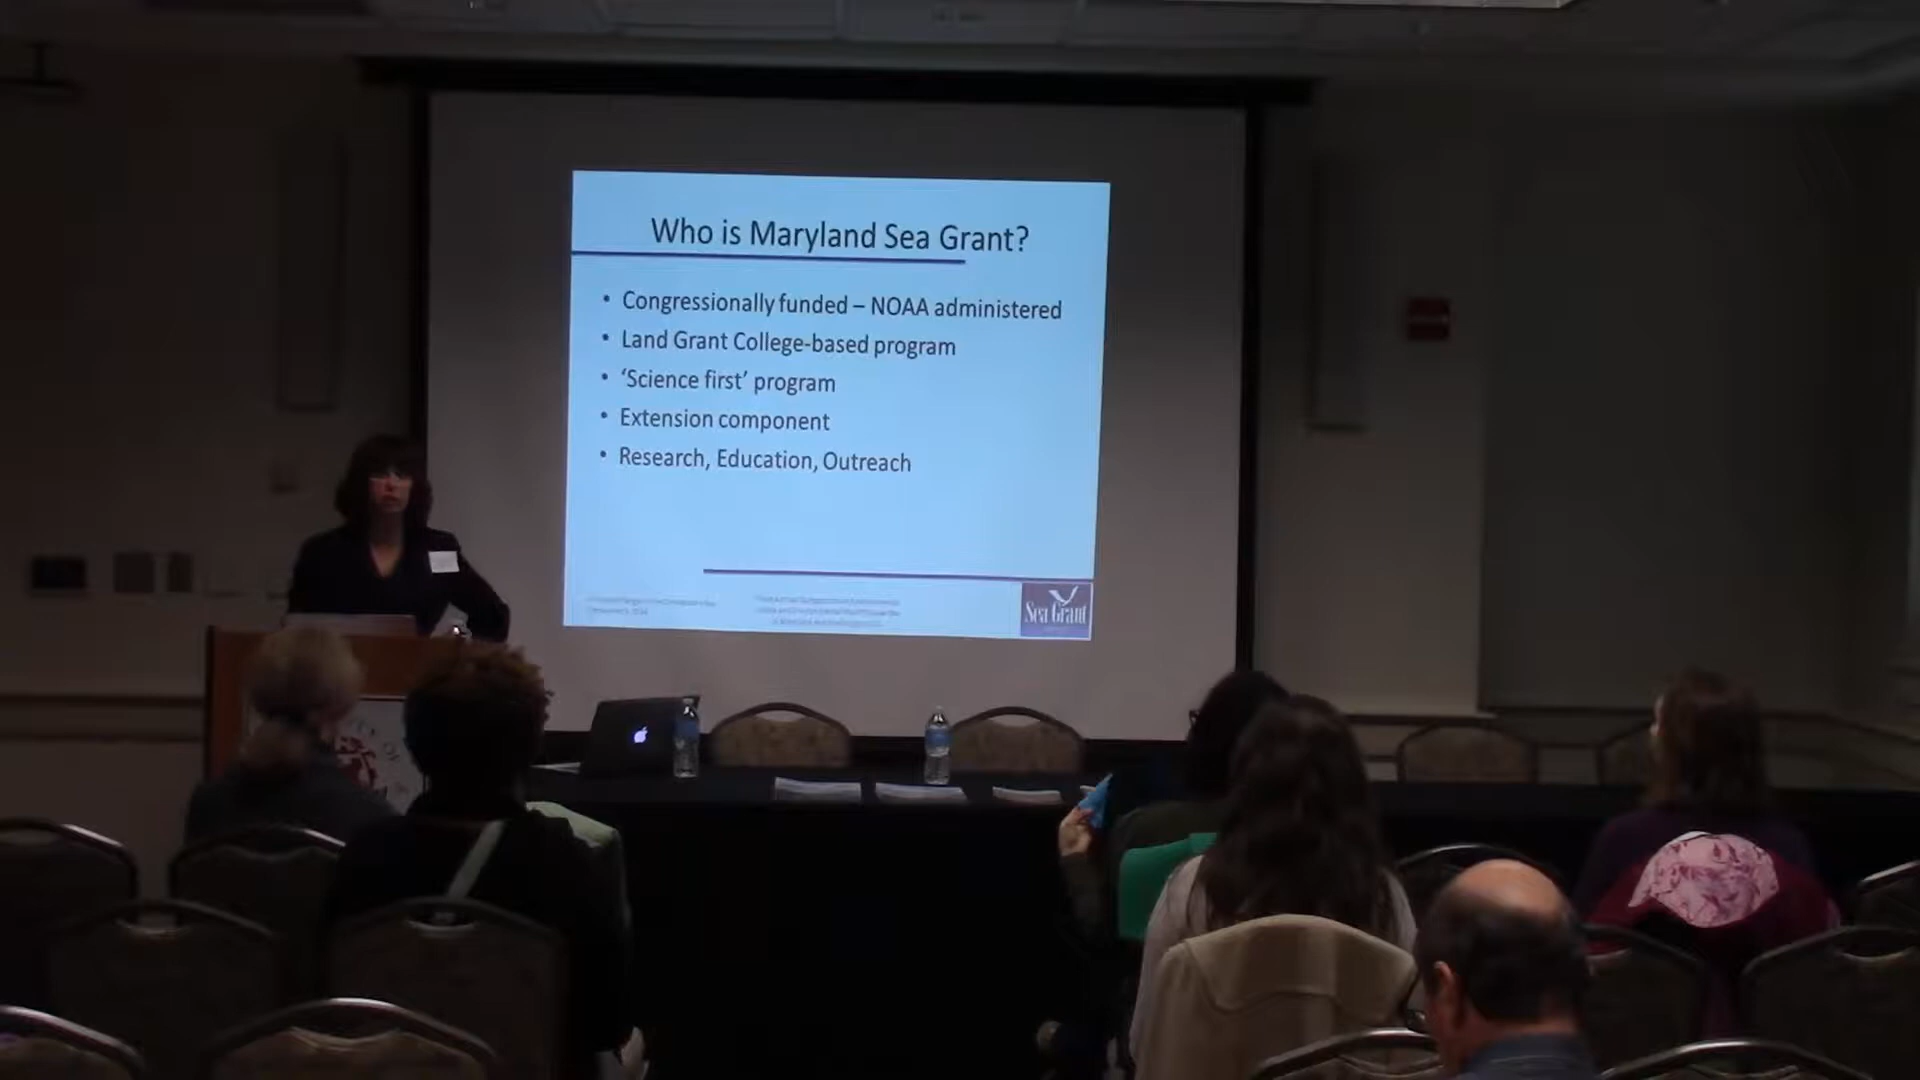 Who is Maryland Sea Grant?
• Congressionally funded – NOAA administered
• Land Grant College-based program
• ‘Science first’ program
• Extension component
• Research, Education, Outreach
Sea Grant